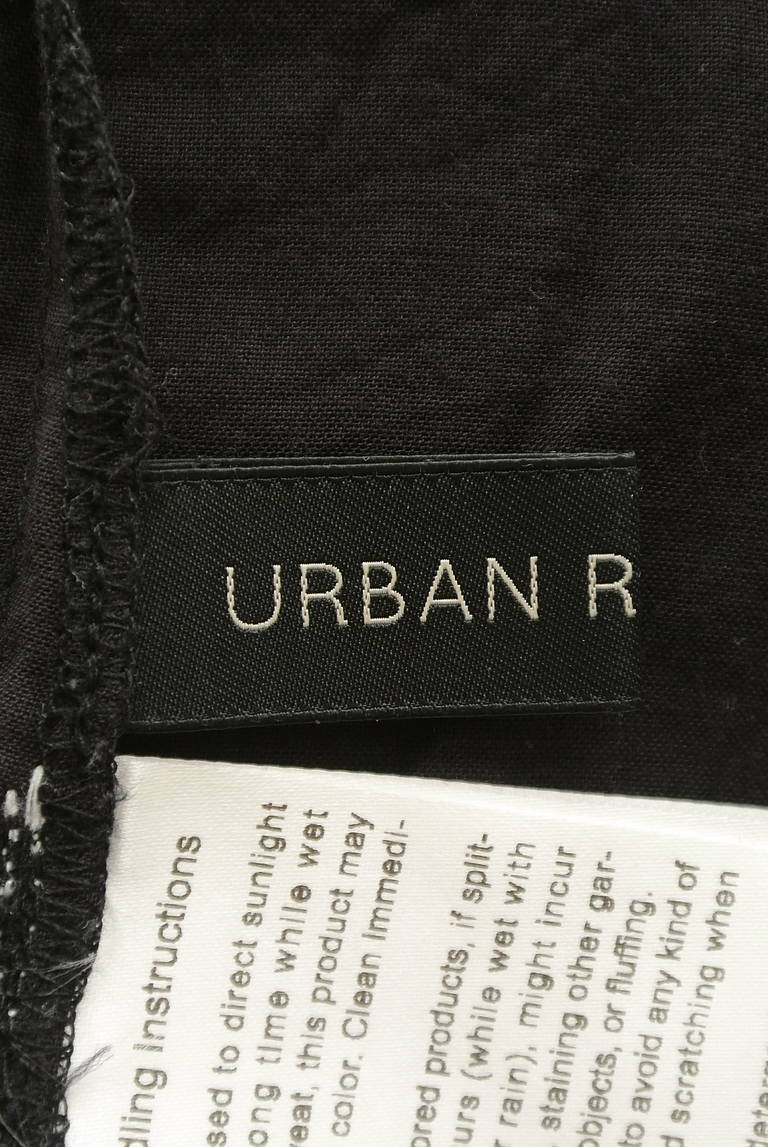 URBAN R
dling Instructions
sed to direct sunlight
ong time while wet
eat, this product may
color. Clean immedi-
ored products, if split-
urs (while wet with
r rain), might incur
staining other gar-
bjects, or fluffing.
o avoid any kind of
d scratching when